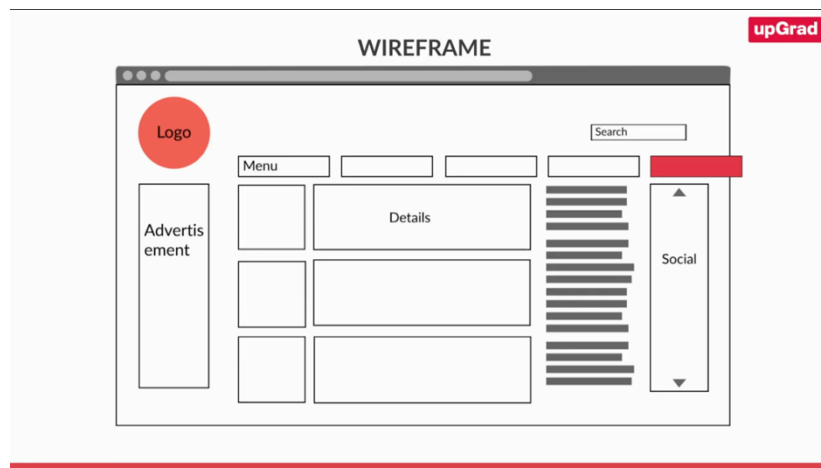 upGrad
WIREFRAME
Logo
Search
Menu
Advertis
ement
Details
Social